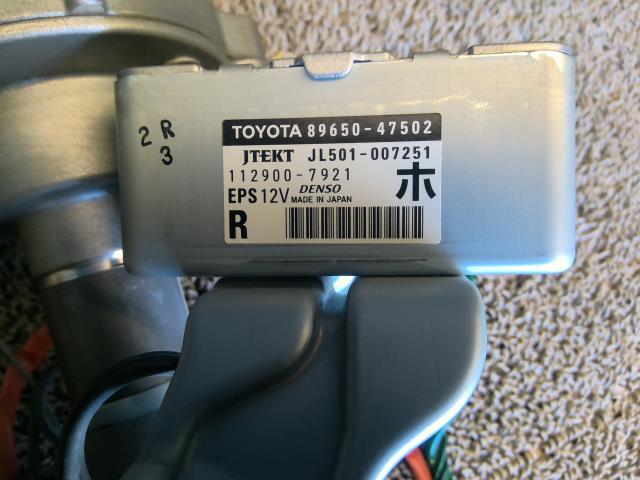 2 R
3
TOYOTA 89650-47502
JTEKT JL501-007251
112900-7921
ホ
EPS 12V DENSO
MADE IN JAPAN
R